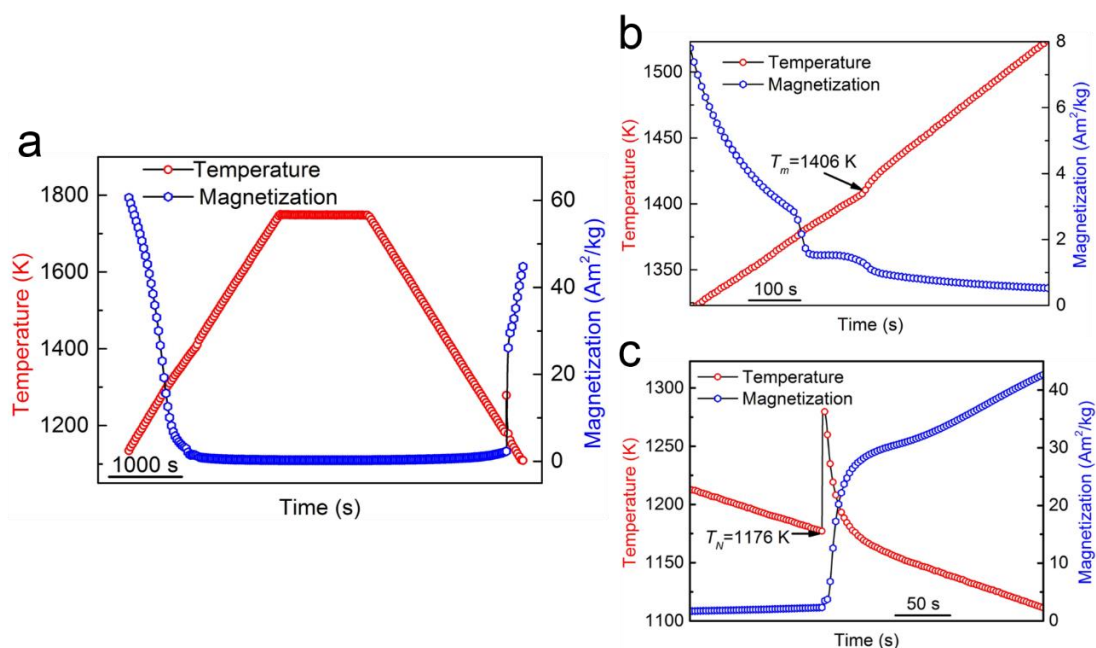 a
Temperature
Magnetization
1800
1600
1400
1200
Temperature (K)
60
40
20
0
Magnetization (Am²/kg)
1000 s
Time (s)
b
Temperature
Magnetization
1500
1450
1400
1350
Temperature (K)
8
6
4
2
0
Magnetization (Am²/kg)
Tm=1406 K
100 s
Time (s)
c
Temperature
Magnetization
1300
1250
1200
1150
1100
Temperature (K)
40
30
20
10
0
Magnetization (Am²/kg)
TN=1176 K
50 s
Time (s)